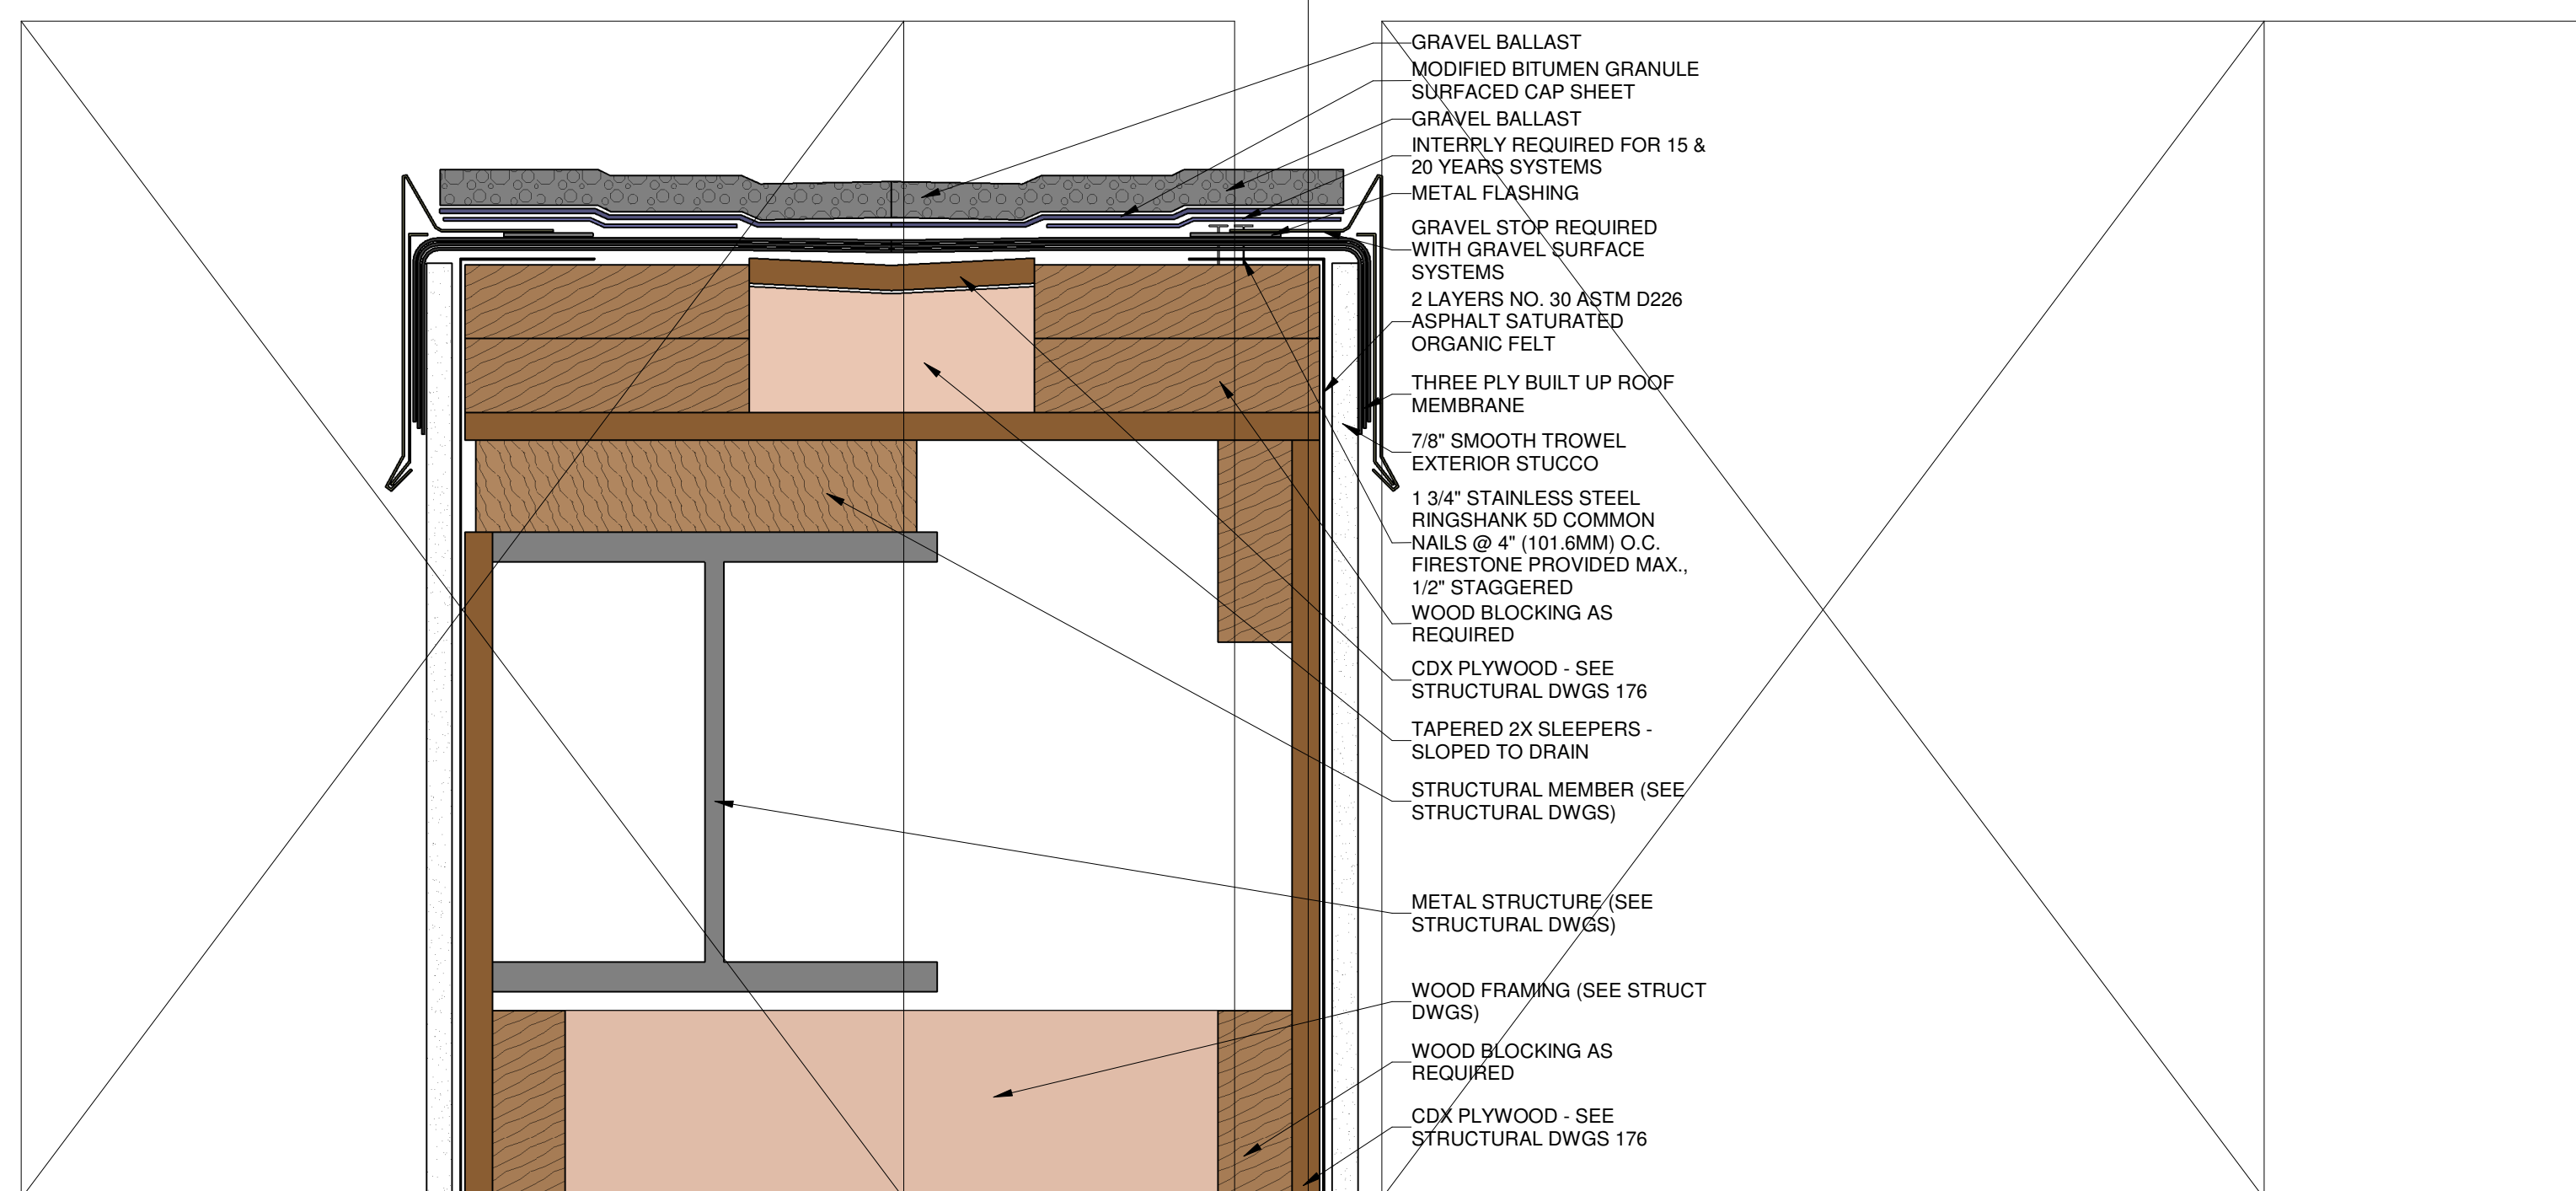 GRAVEL BALLAST
MODIFIED BITUMEN GRANULE
SURFACED CAP SHEET
GRAVEL BALLAST
INTERPLY REQUIRED FOR 15 &
20 YEARS SYSTEMS
METAL FLASHING
GRAVEL STOP REQUIRED
WITH GRAVEL SURFACE
SYSTEMS
2 LAYERS NO. 30 ASTM D226
ASPHALT SATURATED
ORGANIC FELT
THREE PLY BUILT UP ROOF
MEMBRANE
7/8" SMOOTH TROWEL
EXTERIOR STUCCO
1 3/4" STAINLESS STEEL
RINGSHANK 5D COMMON
NAILS @ 4" (101.6MM) O.C.
FIRESTONE PROVIDED MAX.,
1/2" STAGGERED
WOOD BLOCKING AS
REQUIRED
CDX PLYWOOD - SEE
STRUCTURAL DWGS 176
TAPERED 2X SLEEPERS -
SLOPED TO DRAIN
STRUCTURAL MEMBER (SEE
STRUCTURAL DWGS)
METAL STRUCTURE (SEE
STRUCTURAL DWGS)
WOOD FRAMING (SEE STRUCT
DWGS)
WOOD BLOCKING AS
REQUIRED
CDX PLYWOOD - SEE
STRUCTURAL DWGS 176